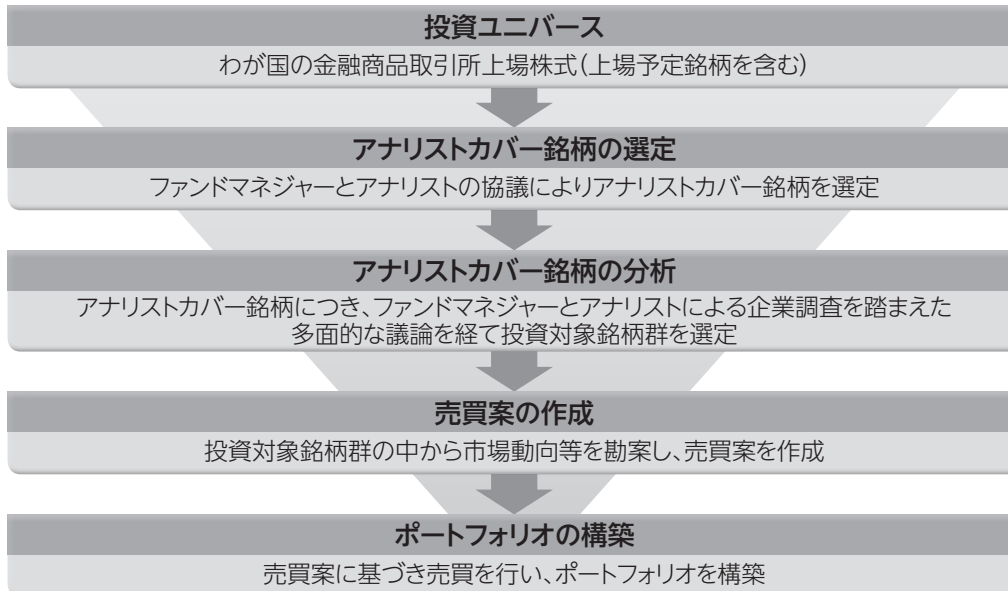 投資ユニバース
わが国の金融商品取引所上場株式(上場予定銘柄を含む)
アナリストカバー銘柄の選定
ファンドマネジャーとアナリストの協議によりアナリストカバー銘柄を選定
アナリストカバー銘柄の分析
アナリストカバー銘柄につき、ファンドマネジャーとアナリストによる企業調査を踏まえた
多面的な議論を経て投資対象銘柄群を選定
売買案の作成
投資対象銘柄群の中から市場動向等を勘案し、売買案を作成
ポートフォリオの構築
売買案に基づき売買を行い、ポートフォリオを構築